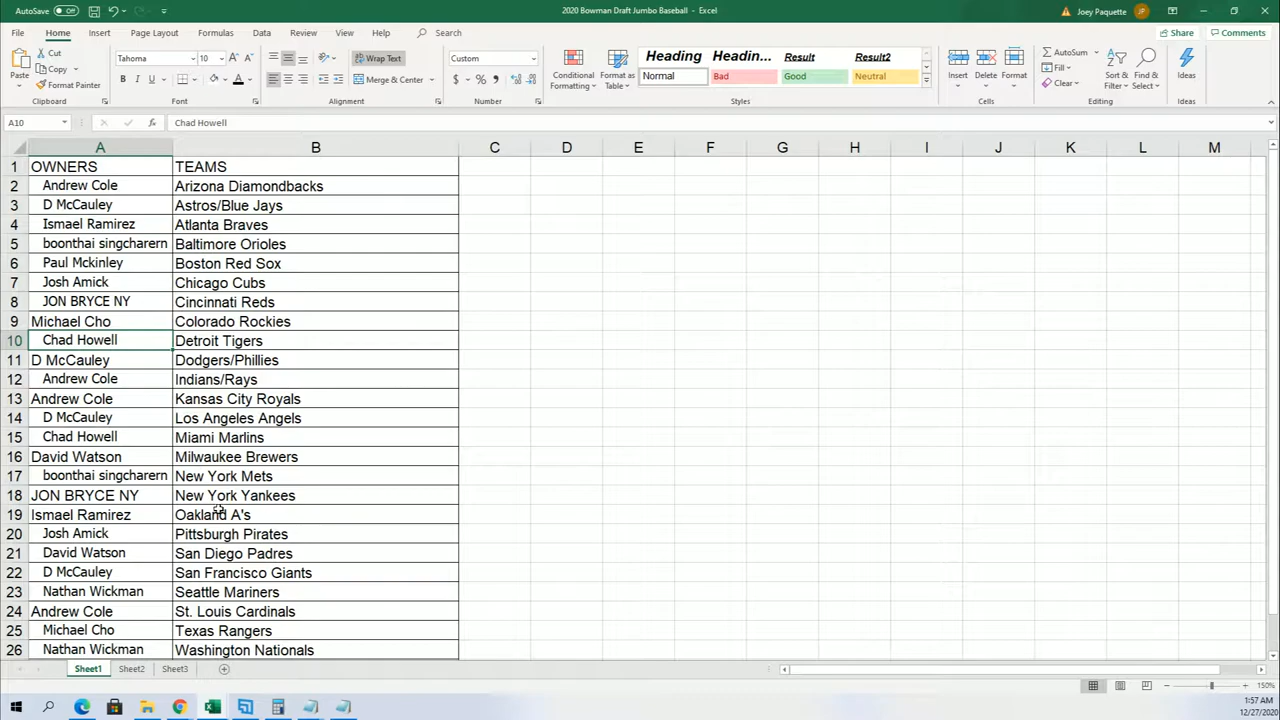 AutoSave Off 2020 Bowman Draft Jumbo Baseball - Excel Joey Paquette JP
File Home Insert Page Layout Formulas Data Review View Help Search Share Comments
Paste Cut Copy Format Painter Clipboard
Tahoma 10 A A B I U A Font
Wrap Text Merge & Center Alignment
Custom $ % , Number
Conditional Formatting Format as Table
Heading Headin... Result Result2
Normal Bad Good Neutral
Styles
Insert Delete Format Cells
AutoSum Fill Clear Sort & Filter Find & Select Editing
Ideas Ideas
A10 fx Chad Howell
A B C D E F G H I J K L M
1 OWNERS TEAMS
2 Andrew Cole Arizona Diamondbacks
3 D McCauley Astros/Blue Jays
4 Ismael Ramirez Atlanta Braves
5 boonthai singcharern Baltimore Orioles
6 Paul Mckinley Boston Red Sox
7 Josh Amick Chicago Cubs
8 JON BRYCE NY Cincinnati Reds
9 Michael Cho Colorado Rockies
10 Chad Howell Detroit Tigers
11 D McCauley Dodgers/Phillies
12 Andrew Cole Indians/Rays
13 Andrew Cole Kansas City Royals
14 D McCauley Los Angeles Angels
15 Chad Howell Miami Marlins
16 David Watson Milwaukee Brewers
17 boonthai singcharern New York Mets
18 JON BRYCE NY New York Yankees
19 Ismael Ramirez Oakland A's
20 Josh Amick Pittsburgh Pirates
21 David Watson San Diego Padres
22 D McCauley San Francisco Giants
23 Nathan Wickman Seattle Mariners
24 Andrew Cole St. Louis Cardinals
25 Michael Cho Texas Rangers
26 Nathan Wickman Washington Nationals
Sheet1 Sheet2 Sheet3
150%
1:57 AM
12/27/2020